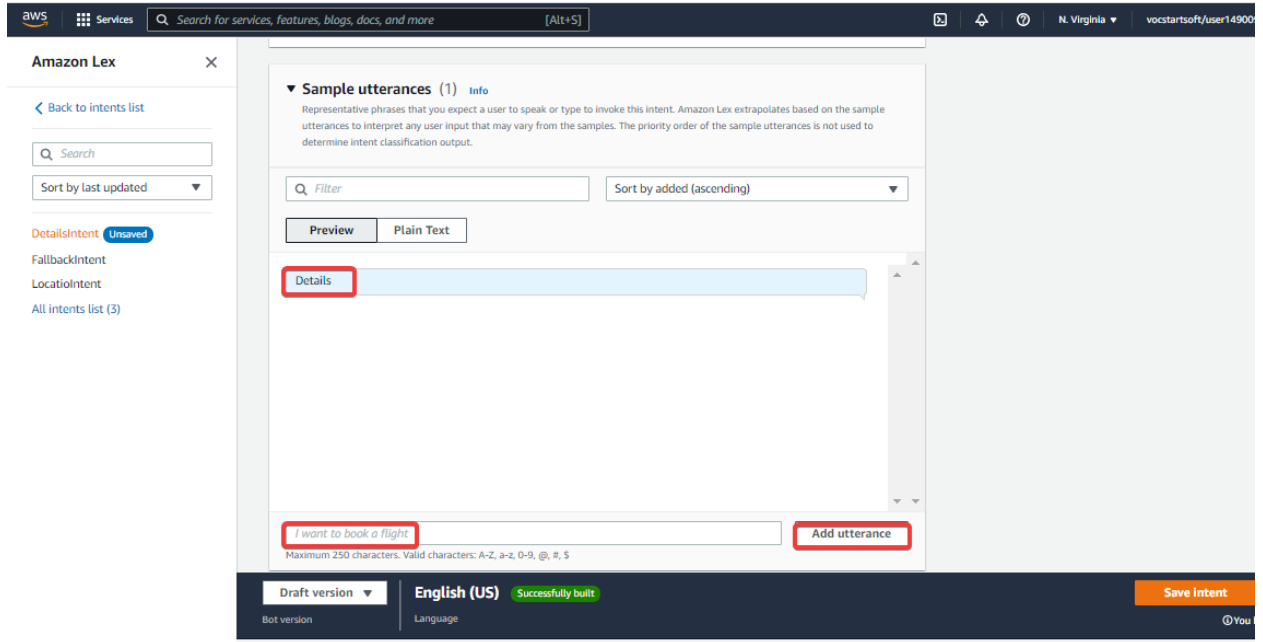 aws Services Search for services, features, blogs, docs, and more [Alt+S] N. Virginia vocstartsoft/user14900
Amazon Lex
Back to intents list
Search
Sort by last updated
DetailsIntent Unsaved
FallbackIntent
LocatioIntent
All intents list (3)
Sample utterances (1) Info
Representative phrases that you expect a user to speak or type to invoke this intent. Amazon Lex extrapolates based on the sample
utterances to interpret any user input that may vary from the samples. The priority order of the sample utterances is not used to
determine intent classification output.
Filter Sort by added (ascending)
Preview Plain Text
Details
I want to book a flight Add utterance
Maximum 250 characters. Valid characters: A-Z, a-z, 0-9, @, #, $
Draft version English (US) Successfully built Save intent
Bot version Language You